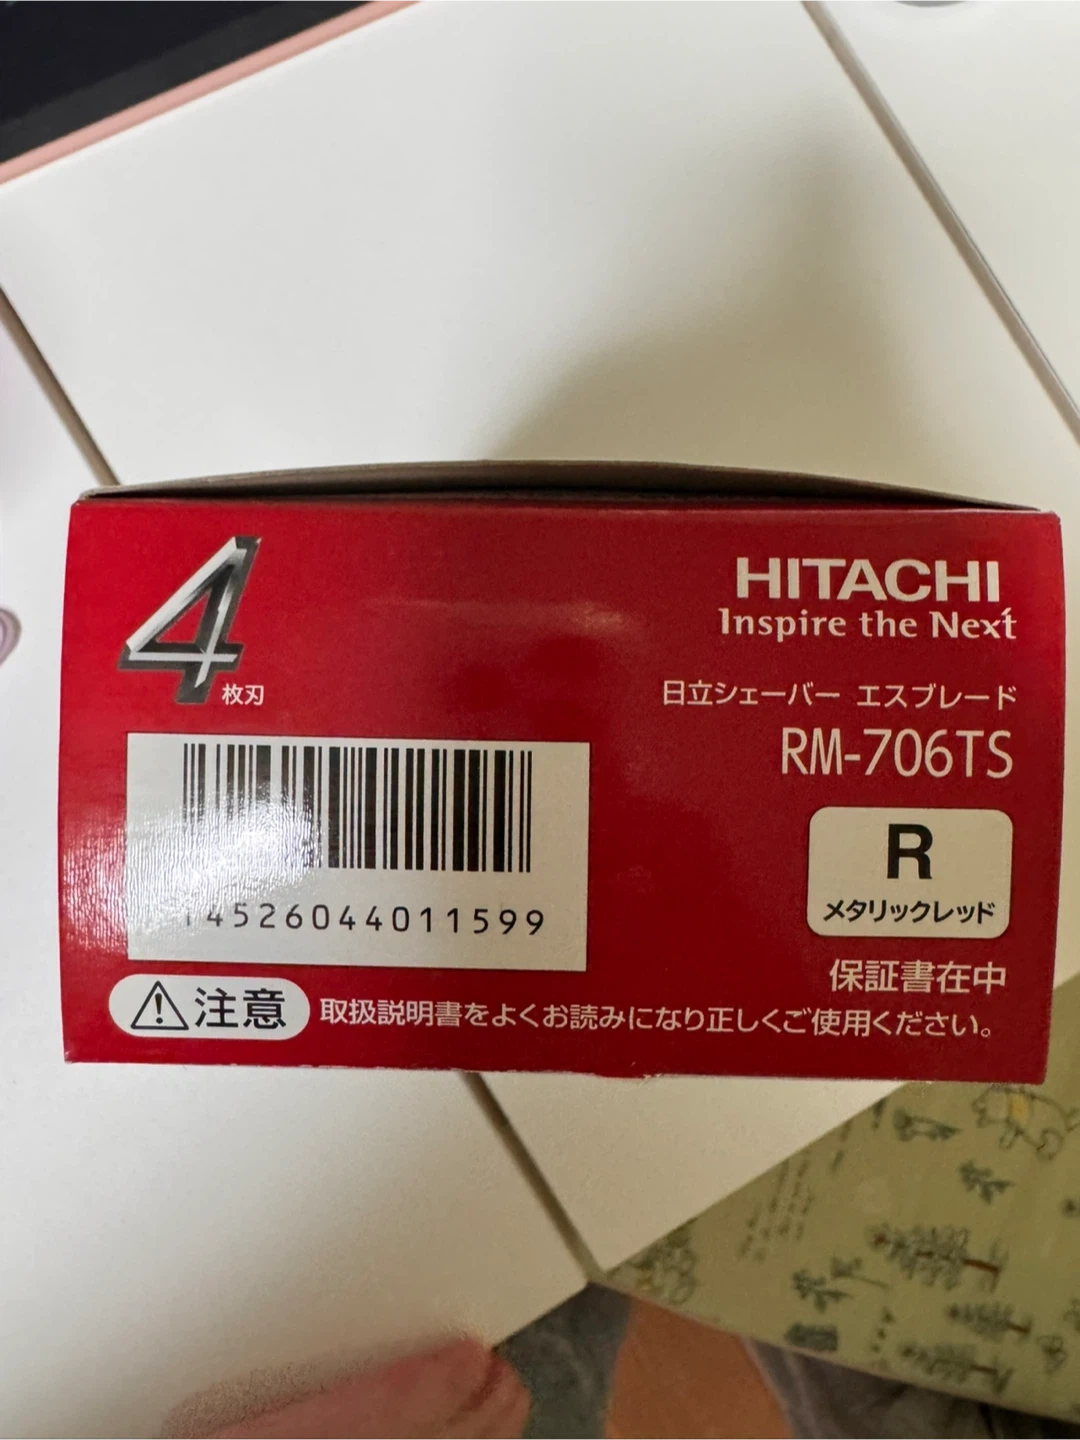 4枚刃
HITACHI
Inspire the Next
日立シェーバー エスブレード
RM-706TS
R
メタリックレッド
4526044011599
保証書在中
注意 取扱説明書をよくお読みになり正しくご使用ください。